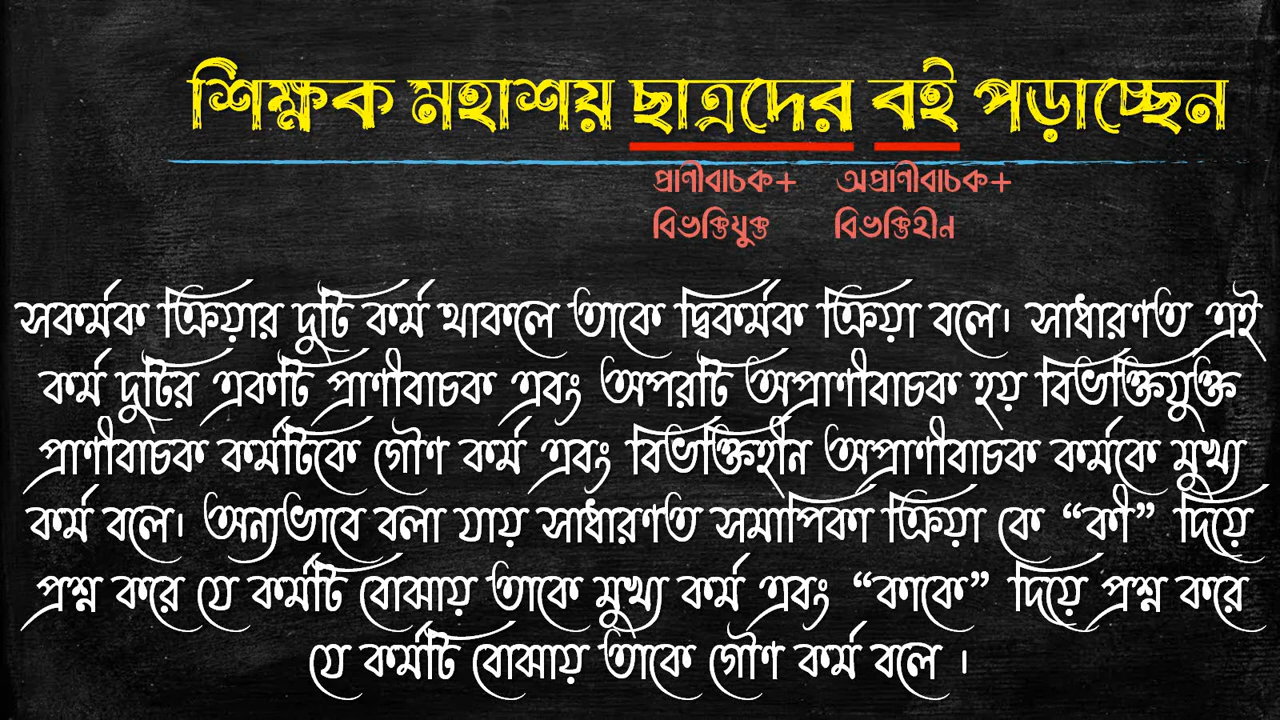 শিক্ষক মহাশয় ছাত্রদের বই পড়াচ্ছেন
প্রাণীবাচক+ অপ্রাণীবাচক+
বিভক্তিযুক্ত বিভক্তিহীন
সকর্মক ক্রিয়ার দুটি কর্ম থাকলে তাকে দ্বিকর্মক ক্রিয়া বলে। সাধারণত এই
কর্ম দুটির একটি প্রাণীবাচক এবং অপরটি অপ্রাণীবাচক হয় বিভক্তিযুক্ত
প্রাণীবাচক কর্মটিকে গৌণ কর্ম এবং বিভক্তিহীন অপ্রাণীবাচক কর্মকে মুখ্য
কর্ম বলে। অন্যভাবে বলা যায় সাধারণত সমাপিকা ক্রিয়া কে “কী” দিয়ে
প্রশ্ন করে যে কর্মটি বোঝায় তাকে মুখ্য কর্ম এবং “কাকে” দিয়ে প্রশ্ন করে
যে কর্মটি বোঝায় তাকে গৌণ কর্ম বলে ।